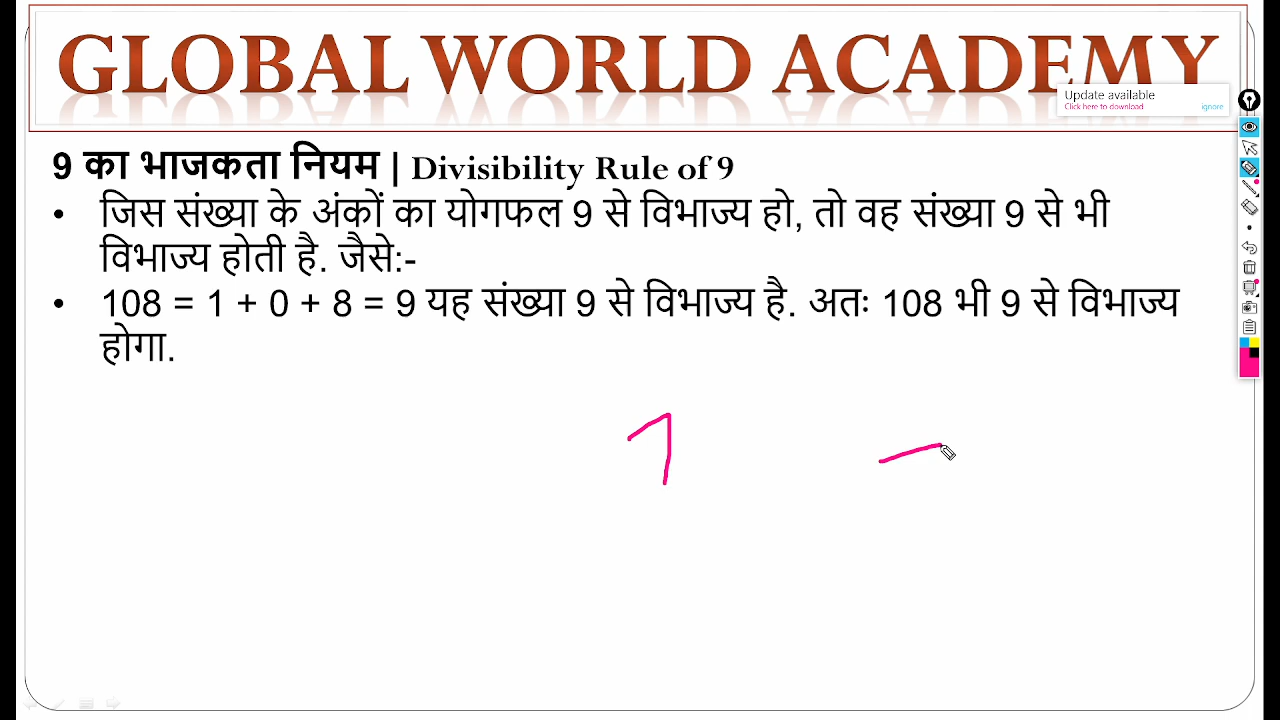 GLOBAL WORLD ACADEMY
Update available
Click here to download ignore
9 का भाजकता नियम | Divisibility Rule of 9
• जिस संख्या के अंकों का योगफल 9 से विभाज्य हो, तो वह संख्या 9 से भी
विभाज्य होती है. जैसे:-
• 108 = 1 + 0 + 8 = 9 यह संख्या 9 से विभाज्य है. अतः 108 भी 9 से विभाज्य
होगा.
1